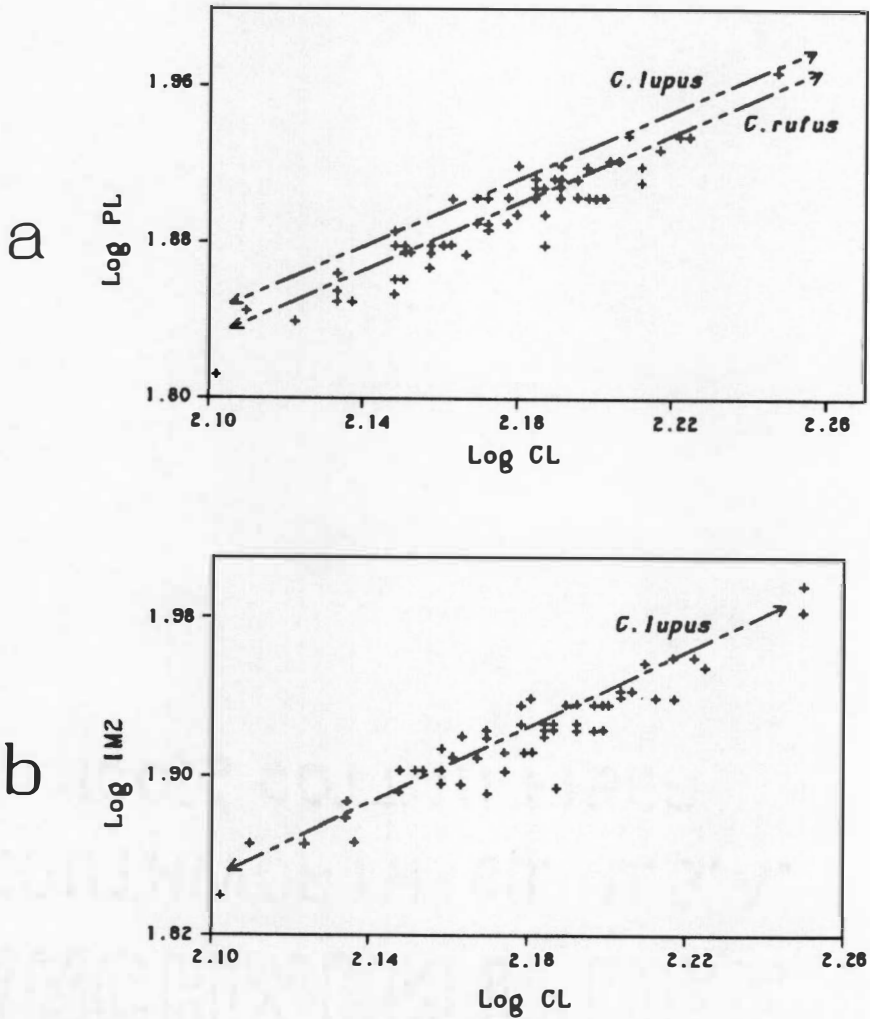 a
Log PL
1.96
1.88
1.80
C. lupus
C. rufus
2.10 2.14 2.18 2.22 2.26
Log CL
b
Log IM2
1.98
1.90
1.82
C. lupus
2.10 2.14 2.18 2.22 2.26
Log CL